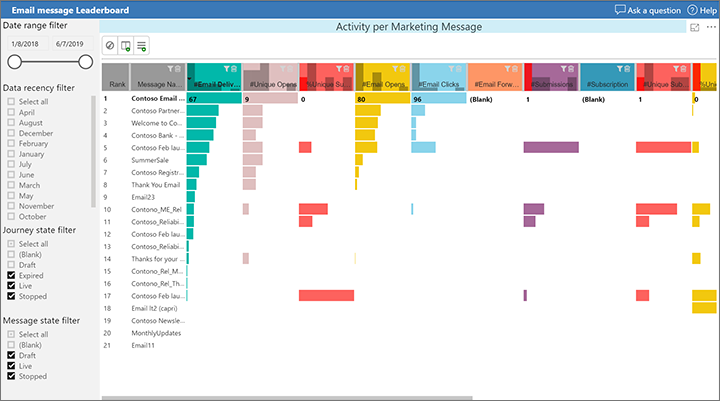 Email message Leaderboard
Ask a question
? Help
Date range filter
1/8/2018
6/7/2019
Data recency filter
Select all
April
August
December
February
January
July
June
March
May
November
October
Journey state filter
Select all
(Blank)
Draft
Expired
Live
Stopped
Message state filter
Select all
(Blank)
Draft
Live
Stopped
Activity per Marketing Message
Rank Message Na... #Email Deliv... #Unique Opens %Unique Su... #Email Opens #Email Clicks #Email Forw... #Submissions #Subscription #Unique Sub... %Uni
1 Contoso Email ... 67 9 0 80 96 (Blank) 1 (Blank) 1 0
2 Contoso Partner...
3 Welcome to Co...
4 Contoso Bank - ...
5 Contoso Feb lau...
6 SummerSale
7 Contoso Registr...
8 Thank You Email
9 Email23
10 Contono_ME_Rel
11 Contoso_Reliabi...
12 Contoso Feb lau...
13 Contoso_Reliabi...
14 Thanks for your ...
15 Contono_Rel_M...
16 Contono_Rel_Th...
17 Contoso Feb lau...
18 Email lt2 (capri)
19 Contoso Newsle...
20 MonthlyUpdates
21 Email11